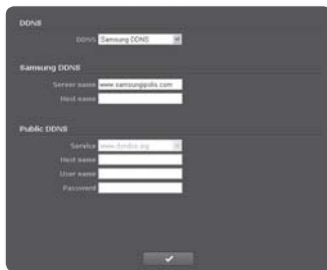 DDNS
DDNS Samsung DDNS
Samsung DDNS
Server name www.samsungipolis.com
Host name
Public DDNS
Service www.dyndns.org
Host name
User name
Password